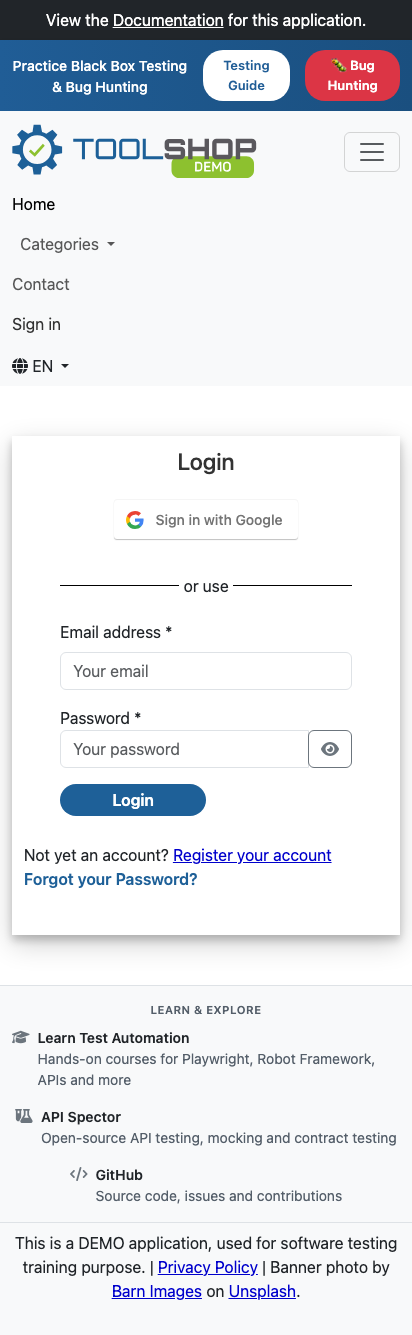 View the Documentation for this application.
Practice Black Box Testing
& Bug Hunting
Testing
Guide
🐛 Bug
Hunting
TOOLSHOP
DEMO
Home
Categories
Contact
Sign in
EN
Login
Sign in with Google
or use
Email address *
Your email
Password *
Your password
Login
Not yet an account? Register your account
Forgot your Password?
LEARN & EXPLORE
Learn Test Automation
Hands-on courses for Playwright, Robot Framework,
APIs and more
API Spector
Open-source API testing, mocking and contract testing
GitHub
Source code, issues and contributions
This is a DEMO application, used for software testing
training purpose. | Privacy Policy | Banner photo by
Barn Images on Unsplash.